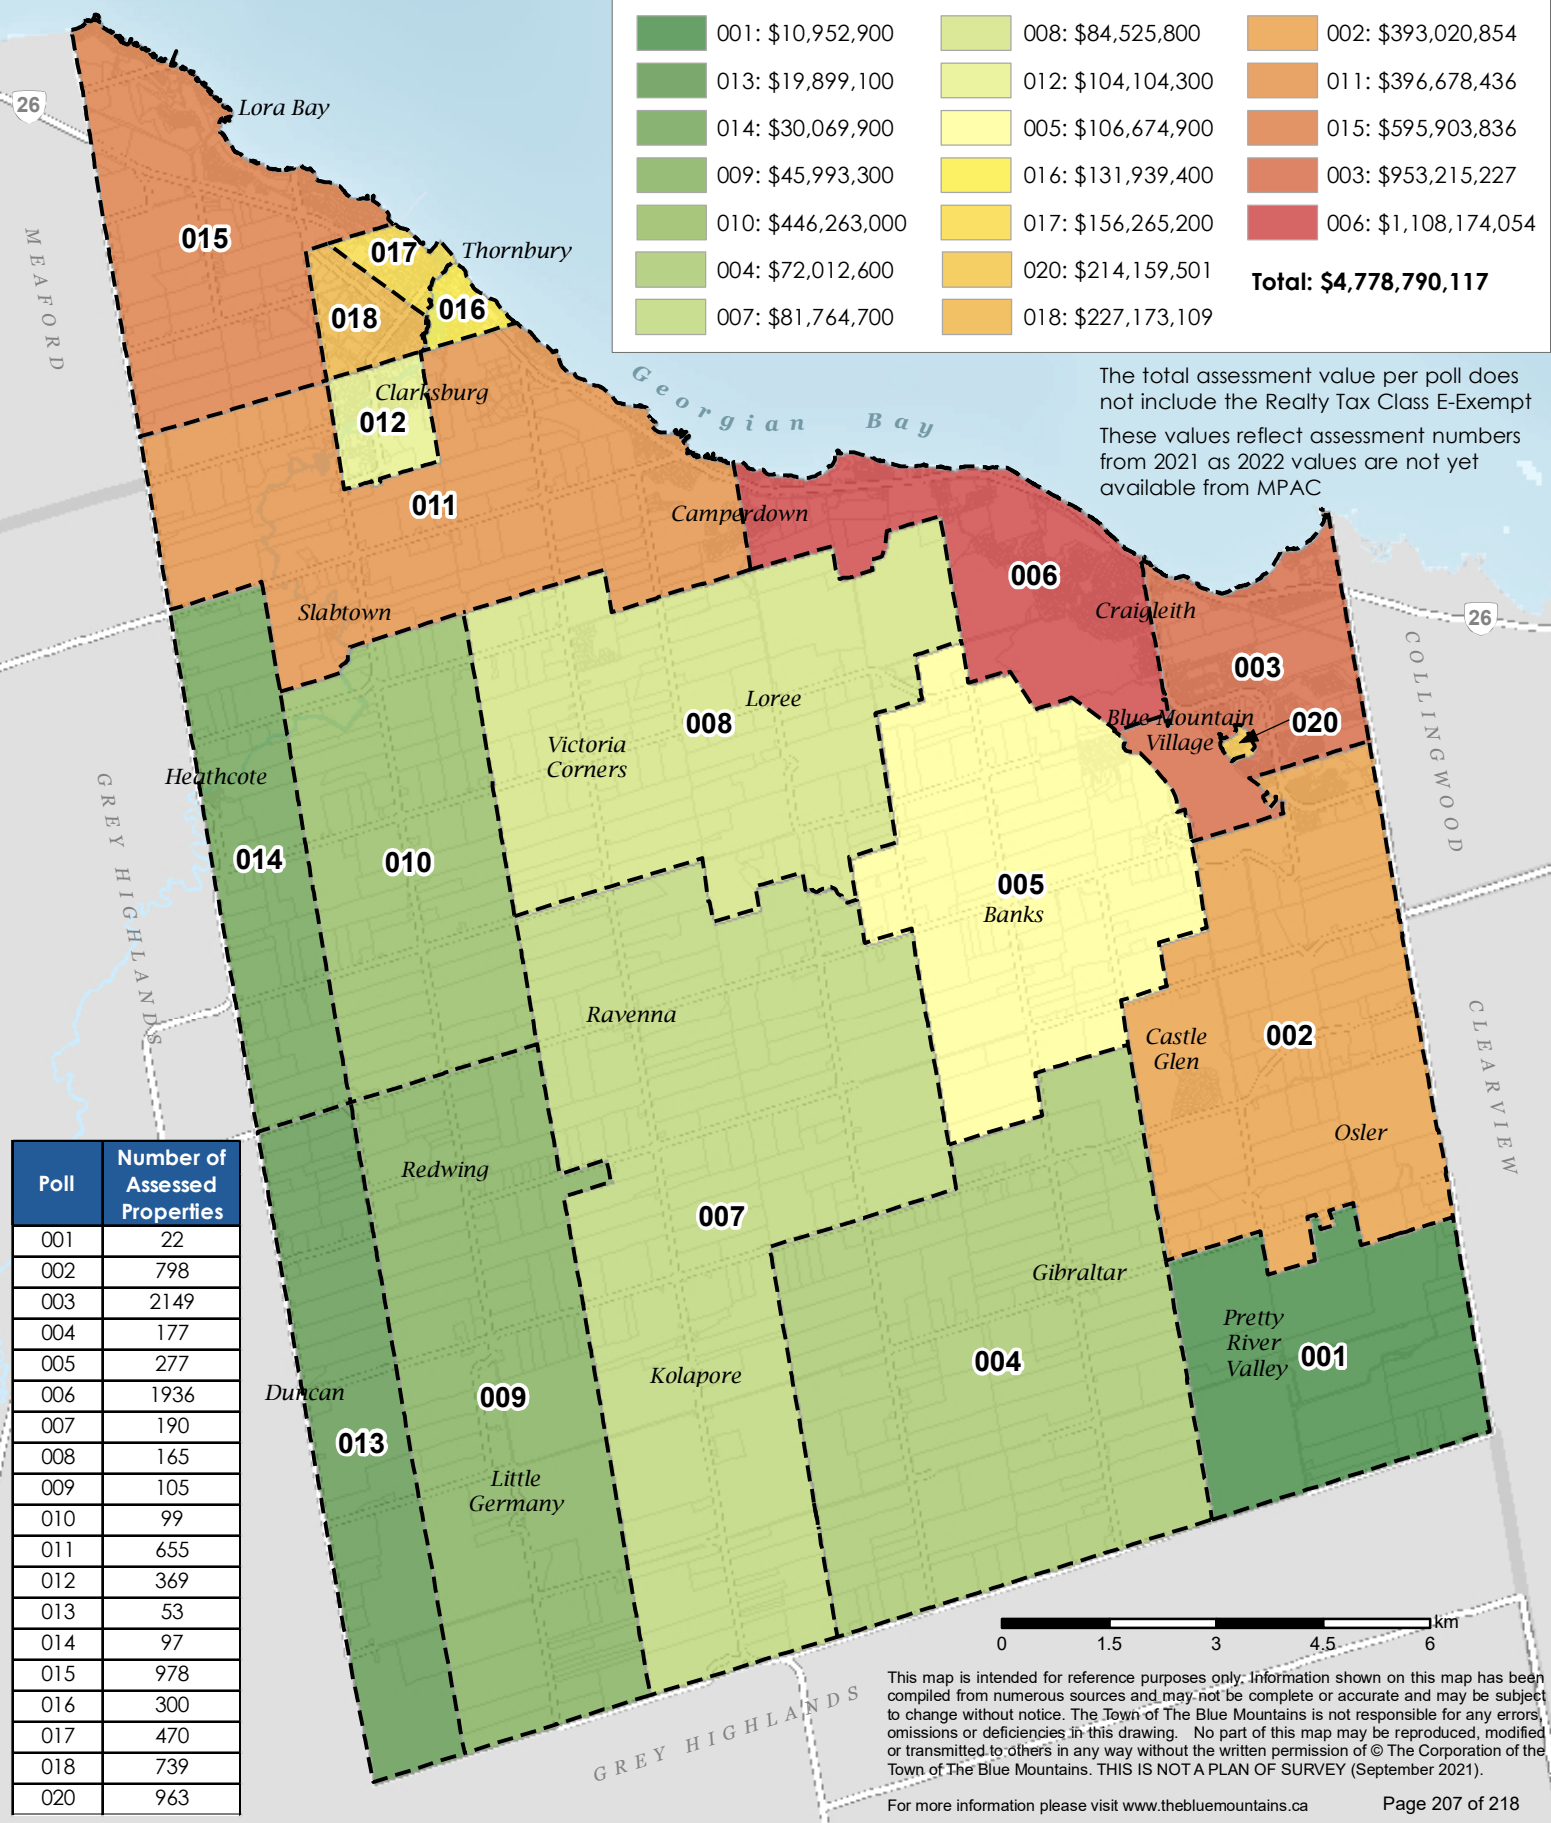 001: $10,952,900
013: $19,899,100
014: $30,069,900
009: $45,993,300
010: $446,263,000
004: $72,012,600
007: $81,764,700
008: $84,525,800
012: $104,104,300
005: $106,674,900
016: $131,939,400
017: $156,265,200
020: $214,159,501
018: $227,173,109
002: $393,020,854
011: $396,678,436
015: $595,903,836
003: $953,215,227
006: $1,108,174,054
Total: $4,778,790,117
The total assessment value per poll does
not include the Realty Tax Class E-Exempt
These values reflect assessment numbers
from 2021 as 2022 values are not yet
available from MPAC
26
Lora Bay
MEAFORD
015
017
Thornbury
016
018
Georgian Bay
Clarksburg
012
011
Camperdown
006
Craigleith
26
Slabtown
003
COLLINGWOOD
020
Blue Mountain
Village
Loree
008
Victoria
Corners
Heathcote
GREY HIGHLANDS
014
010
005
Banks
Ravenna
002
Castle
Glen
CLEARVIEW
Osler
Redwing
007
Gibraltar
Pretty
River
Valley
001
004
Kolapore
Duncan
009
013
Little
Germany
GREY HIGHLANDS
Poll Number of Assessed Properties
001 22
002 798
003 2149
004 177
005 277
006 1936
007 190
008 165
009 105
010 99
011 655
012 369
013 53
014 97
015 978
016 300
017 470
018 739
020 963
km
0 1.5 3 4.5 6
This map is intended for reference purposes only. Information shown on this map has been
compiled from numerous sources and may not be complete or accurate and may be subject
to change without notice. The Town of The Blue Mountains is not responsible for any errors,
omissions or deficiencies in this drawing. No part of this map may be reproduced, modified
or transmitted to others in any way without the written permission of © The Corporation of the
Town of The Blue Mountains. THIS IS NOT A PLAN OF SURVEY (September 2021).
For more information please visit www.thebluemountains.ca
Page 207 of 218